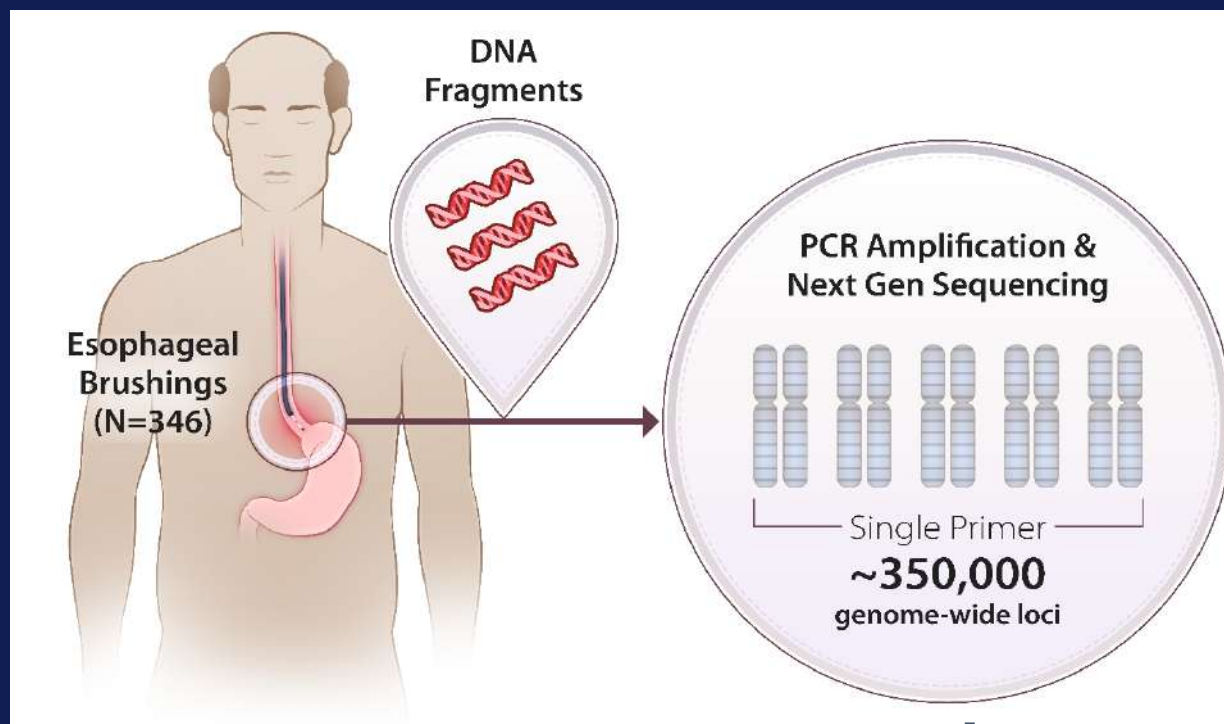 DNA
Fragments
Esophageal
Brushings
(N=346)
PCR Amplification &
Next Gen Sequencing
Single Primer
~350,000
genome-wide loci